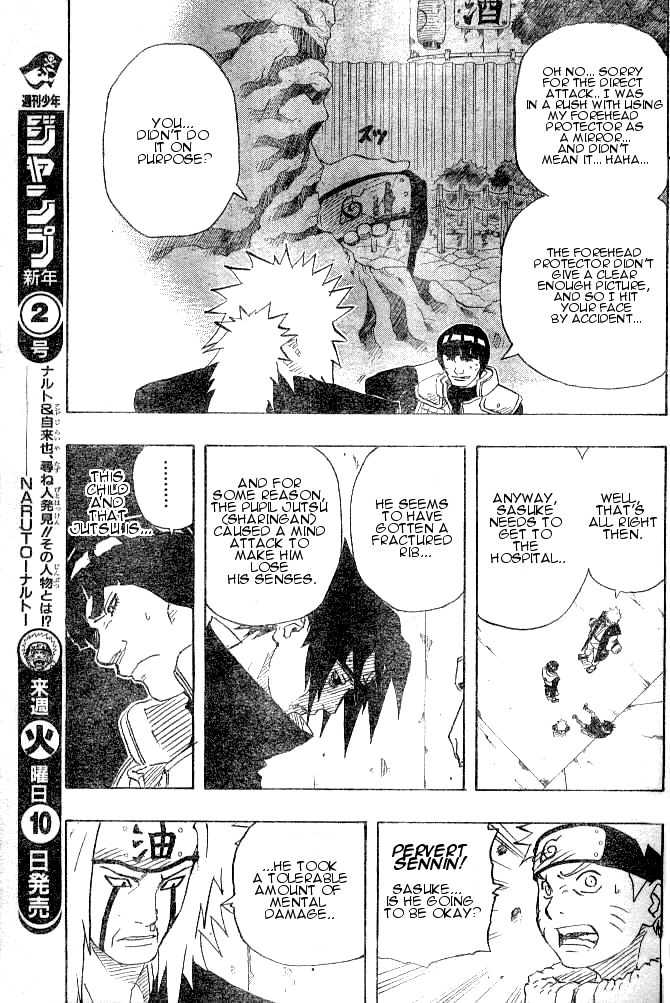 酒
OH NO... SORRY
FOR THE DIRECT
ATTACK.. I WAS
IN A RUSH WITH USING
MY FOREHEAD
PROTECTOR AS
A MIRROR...
AND DIDN'T
MEAN IT... HAHA...
THE FOREHEAD
PROTECTOR DIDN'T
GIVE A CLEAR
ENOUGH PICTURE,
AND SO I HIT
YOUR FACE
BY ACCIDENT...
YOU...
DIDN'T DO
IT ON
PURPOSE?
ズッ
WELL,
THAT'S
ALL RIGHT
THEN.
ANYWAY,
SASUKE
NEEDS TO
GET TO
THE
HOSPITAL..
HE SEEMS
TO HAVE
GOTTEN A
FRACTURED
RIB...
AND FOR
SOME REASON,
THE PUPIL JUTSU
(SHARINGAN)
CAUSED A MIND
ATTACK TO
MAKE HIM
LOSE
HIS SENSES.
.........
THIS
CHILD
AND
THAT
JUTSU IS...
PERVERT
SENNIN!
SASUKE...
IS HE GOING
TO BE OKAY?
...HE TOOK
A TOLERABLE
AMOUNT OF
MENTAL
DAMAGE..
油
週刊少年
ジャンプ
新年
2
号
ナルト&自来也、尋ね人発見!!その人物とは!?
NARUTO―ナルト―
来週
火
曜日
10
日発売